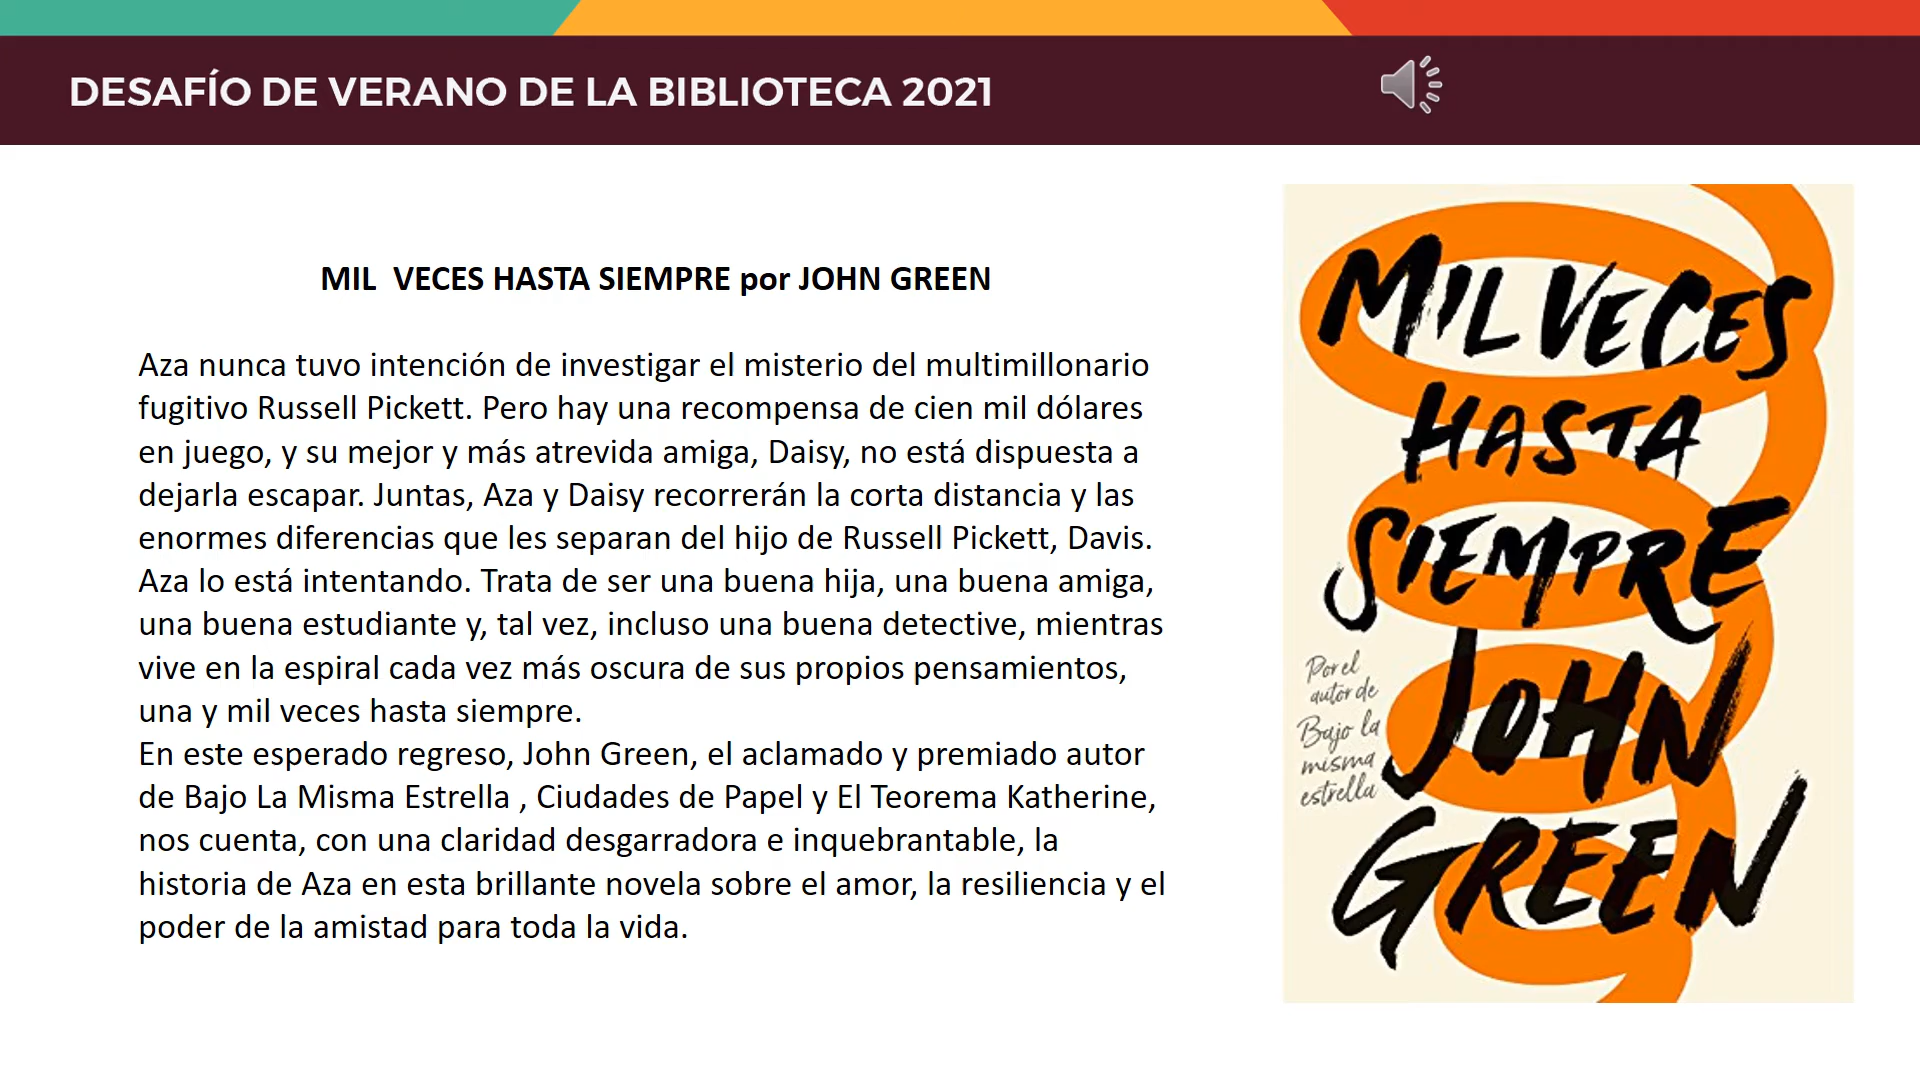 DESAFÍO DE VERANO DE LA BIBLIOTECA 2021
MIL  VECES HASTA SIEMPRE por JOHN GREEN
Aza nunca tuvo intención de investigar el misterio del multimillonario
fugitivo Russell Pickett. Pero hay una recompensa de cien mil dólares
en juego, y su mejor y más atrevida amiga, Daisy, no está dispuesta a
dejarla escapar. Juntas, Aza y Daisy recorrerán la corta distancia y las
enormes diferencias que les separan del hijo de Russell Pickett, Davis.
Aza lo está intentando. Trata de ser una buena hija, una buena amiga,
una buena estudiante y, tal vez, incluso una buena detective, mientras
vive en la espiral cada vez más oscura de sus propios pensamientos,
una y mil veces hasta siempre.
En este esperado regreso, John Green, el aclamado y premiado autor
de Bajo La Misma Estrella , Ciudades de Papel y El Teorema Katherine,
nos cuenta, con una claridad desgarradora e inquebrantable, la
historia de Aza en esta brillante novela sobre el amor, la resiliencia y el
poder de la amistad para toda la vida.
MIL VECES
HASTA
SIEMPRE
JOHN
GREEN
Por el
autor de
Bajo la
misma
estrella